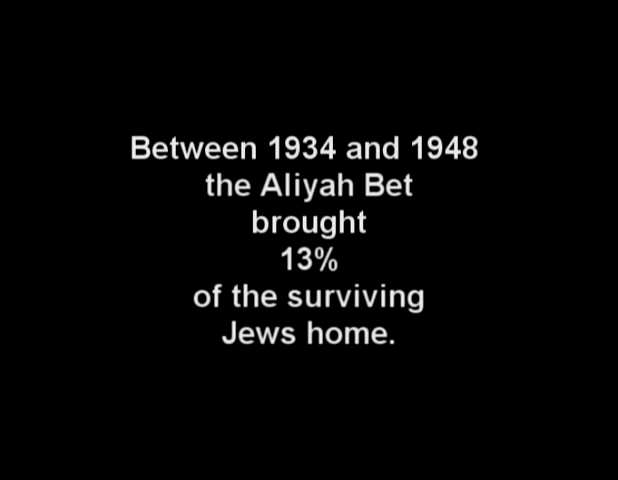 Between 1934 and 1948
the Aliyah Bet
brought
13%
of the surviving
Jews home.